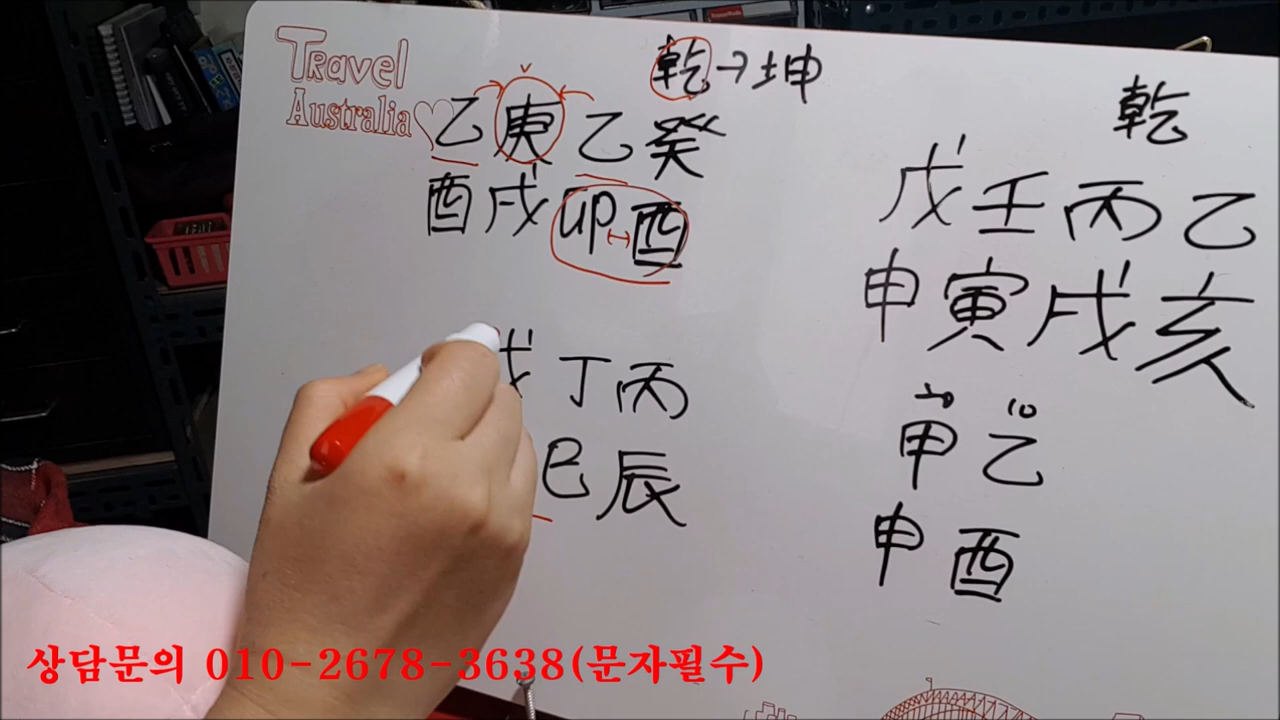 Travel
Australia
乾→坤
乙庚乙癸
酉戌卯酉
戊丁丙
巳辰
乾
戊壬丙乙
申寅戌亥
10
甲乙
申酉
상담문의 010-2678-3638(문자필수)